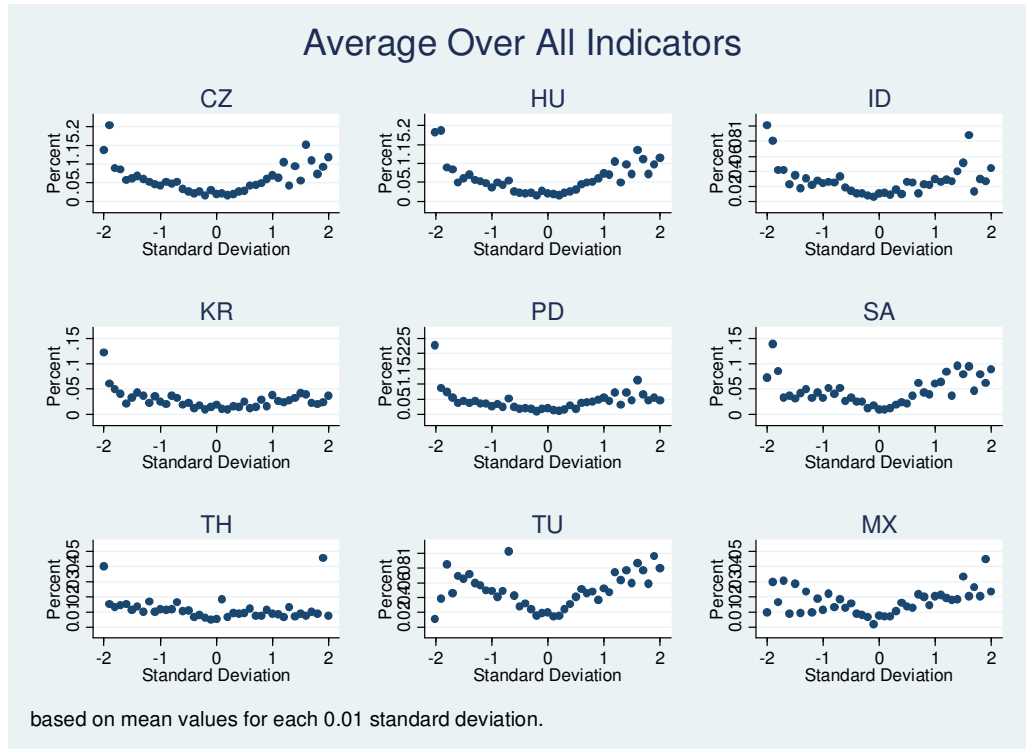 Average Over All Indicators
CZ
HU
ID
Percent
0 .05 .1 .15 .2
-2 -1 0 1 2
Standard Deviation
Percent
0 .05 .1 .15 .2
-2 -1 0 1 2
Standard Deviation
Percent
-2 -1 0 1 2
Standard Deviation
KR
PD
SA
Percent
0 .05 .1 .15
-2 -1 0 1 2
Standard Deviation
Percent
-2 -1 0 1 2
Standard Deviation
Percent
0 .05 .1 .15
-2 -1 0 1 2
Standard Deviation
TH
TU
MX
Percent
-2 -1 0 1 2
Standard Deviation
Percent
-2 -1 0 1 2
Standard Deviation
Percent
-2 -1 0 1 2
Standard Deviation
based on mean values for each 0.01 standard deviation.